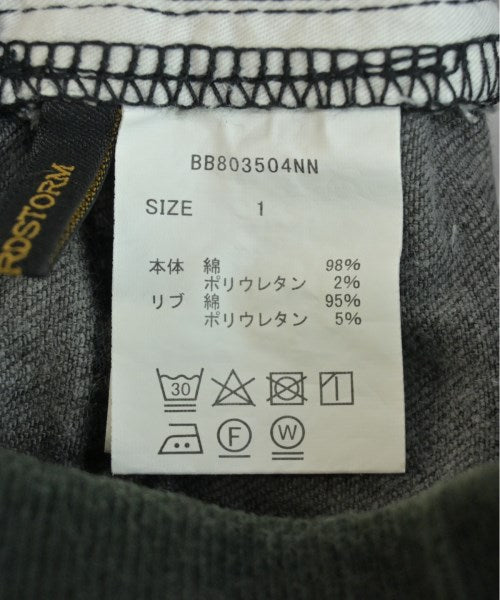 RDSTORM
BB803504NN
SIZE 1
本体 綿 98%
ポリウレタン 2%
リブ 綿 95%
ポリウレタン 5%
30
F W